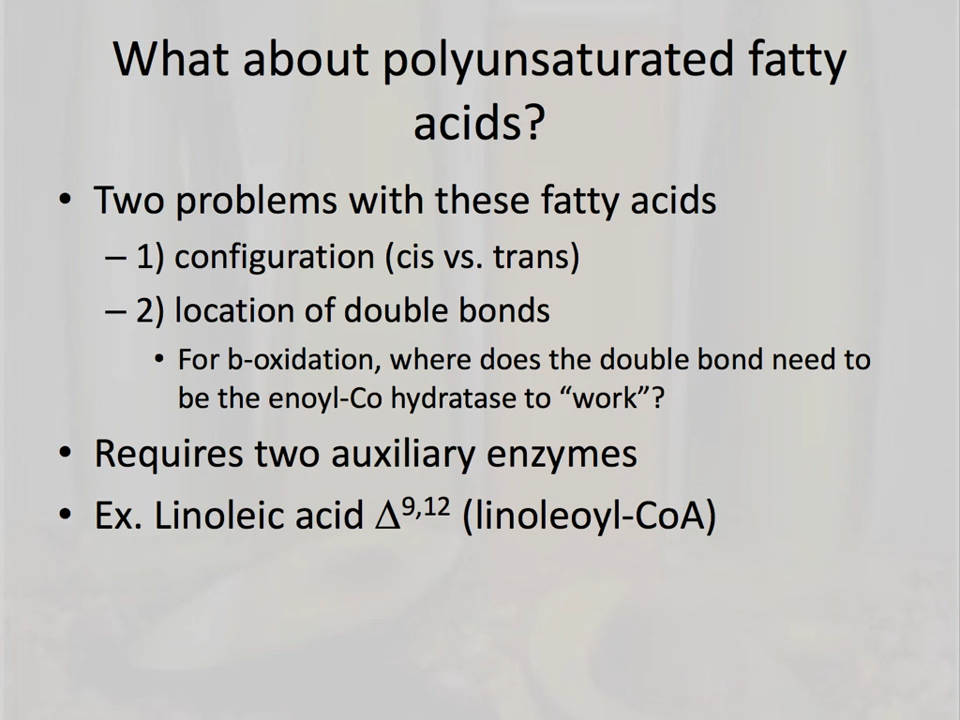 What about polyunsaturated fatty
acids?
• Two problems with these fatty acids
– 1) configuration (cis vs. trans)
– 2) location of double bonds
• For b-oxidation, where does the double bond need to
be the enoyl-Co hydratase to “work”?
• Requires two auxiliary enzymes
• Ex. Linoleic acid Δ⁹,¹² (linoleoyl-CoA)